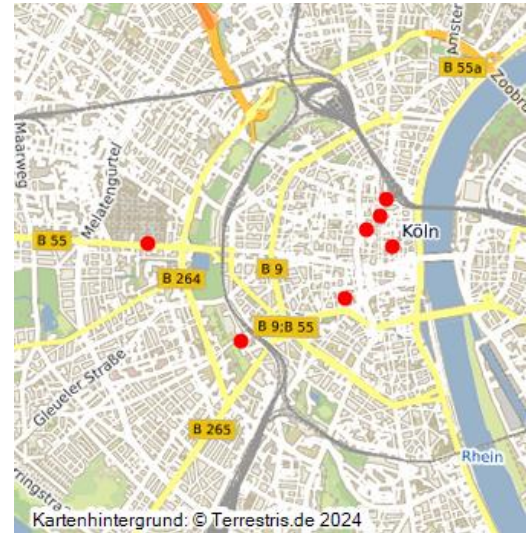 Amster
B 55a
Zoobr
Maarweg
Melatengürtel
Köln
B 55
B 264
B 9
B 9;B 55
Gleueler Straße
B 265
Rhein
rringstra
Kartenhintergrund: © Terrestris.de 2024